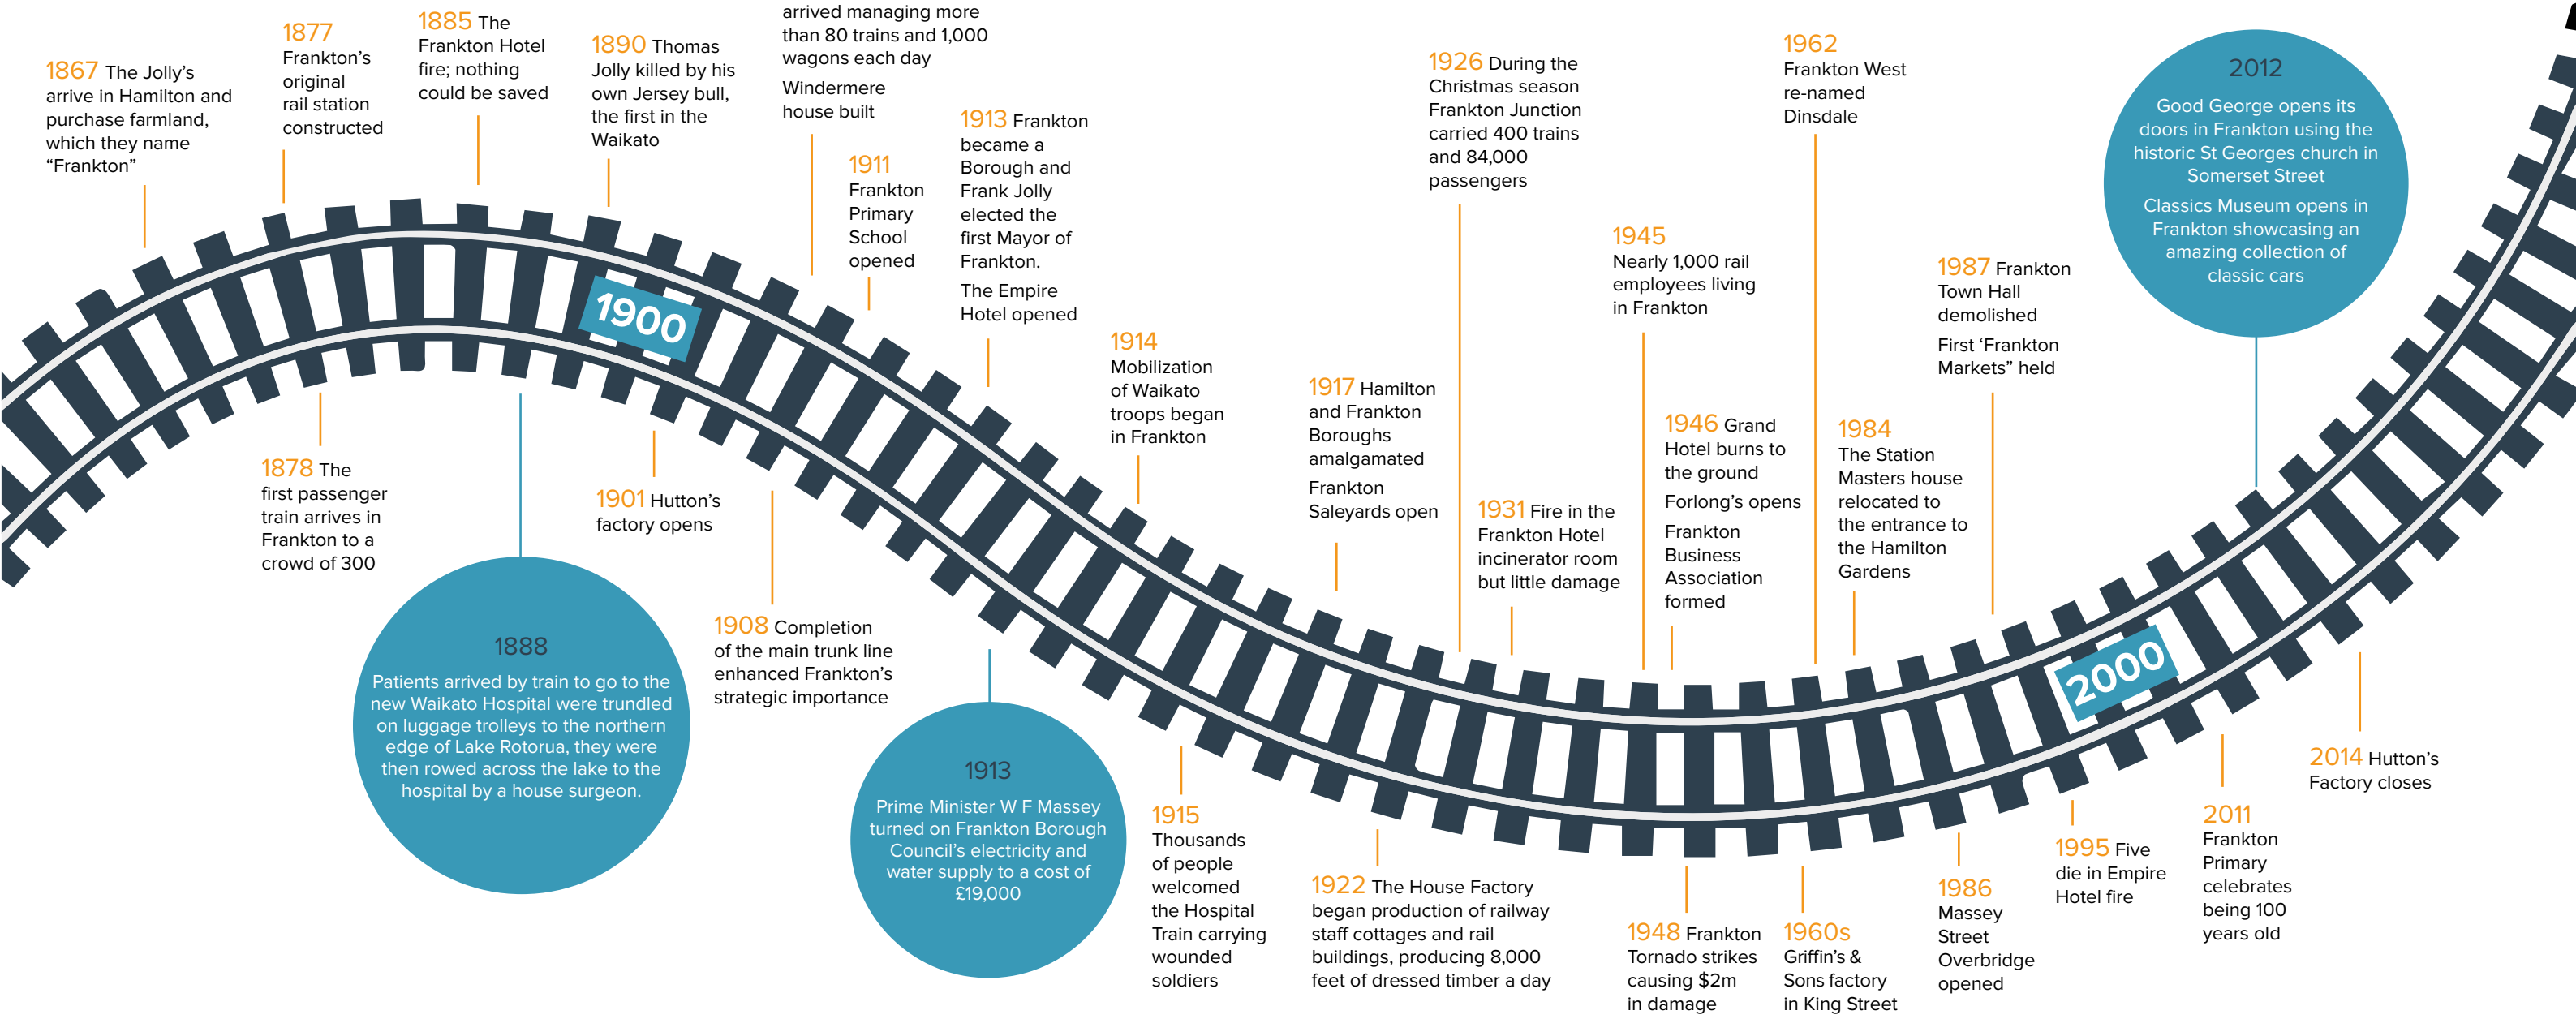 1867 The Jolly’s
arrive in Hamilton and
purchase farmland,
which they name
“Frankton”
1877
Frankton’s
original
rail station
constructed
1878 The
first passenger
train arrives in
Frankton to a
crowd of 300
1885 The
Frankton Hotel
fire; nothing
could be saved
1888
Patients arrived by train to go to the
new Waikato Hospital were trundled
on luggage trolleys to the northern
edge of Lake Rotorua, they were
then rowed across the lake to the
hospital by a house surgeon.
1890 Thomas
Jolly killed by his
own Jersey bull,
the first in the
Waikato
1900
1901 Hutton’s
factory opens
1908 Completion
of the main trunk line
enhanced Frankton’s
strategic importance
arrived managing more
than 80 trains and 1,000
wagons each day
Windermere
house built
1911
Frankton
Primary
School
opened
1913 Frankton
became a
Borough and
Frank Jolly
elected the
first Mayor of
Frankton.
The Empire
Hotel opened
1913
Prime Minister W F Massey
turned on Frankton Borough
Council’s electricity and
water supply to a cost of
£19,000
1914
Mobilization
of Waikato
troops began
in Frankton
1915
Thousands
of people
welcomed
the Hospital
Train carrying
wounded
soldiers
1917 Hamilton
and Frankton
Boroughs
amalgamated
Frankton
Saleyards open
1922 The House Factory
began production of railway
staff cottages and rail
buildings, producing 8,000
feet of dressed timber a day
1926 During the
Christmas season
Frankton Junction
carried 400 trains
and 84,000
passengers
1931 Fire in the
Frankton Hotel
incinerator room
but little damage
1945
Nearly 1,000 rail
employees living
in Frankton
1946 Grand
Hotel burns to
the ground
Forlong’s opens
Frankton
Business
Association
formed
1948 Frankton
Tornado strikes
causing $2m
in damage
1960s
Griffin’s &
Sons factory
in King Street
1962
Frankton West
re-named
Dinsdale
1984
The Station
Masters house
relocated to
the entrance to
the Hamilton
Gardens
1986
Massey
Street
Overbridge
opened
1987 Frankton
Town Hall
demolished
First ‘Frankton
Markets” held
1995 Five
die in Empire
Hotel fire
2000
2011
Frankton
Primary
celebrates
being 100
years old
2012
Good George opens its
doors in Frankton using the
historic St Georges church in
Somerset Street
Classics Museum opens in
Frankton showcasing an
amazing collection of
classic cars
2014 Hutton’s
Factory closes